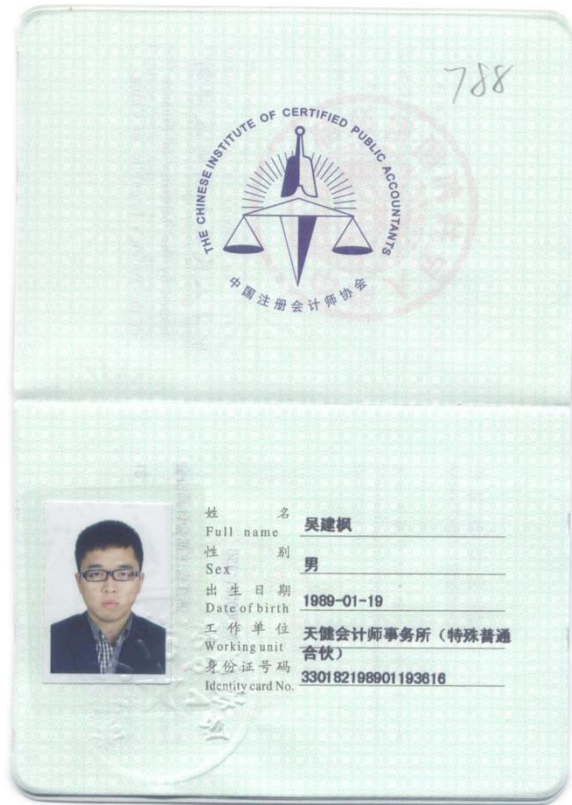 788
THE CHINESE INSTITUTE OF CERTIFIED PUBLIC ACCOUNTANTS
中国注册会计师协会
姓 名 吴建枫
Full name
性 别 男
Sex
出 生 日 期 1989-01-19
Date of birth
工 作 单 位 天健会计师事务所（特殊普通
Working unit 合伙）
身份证号码 330182198901193616
Identity card No.